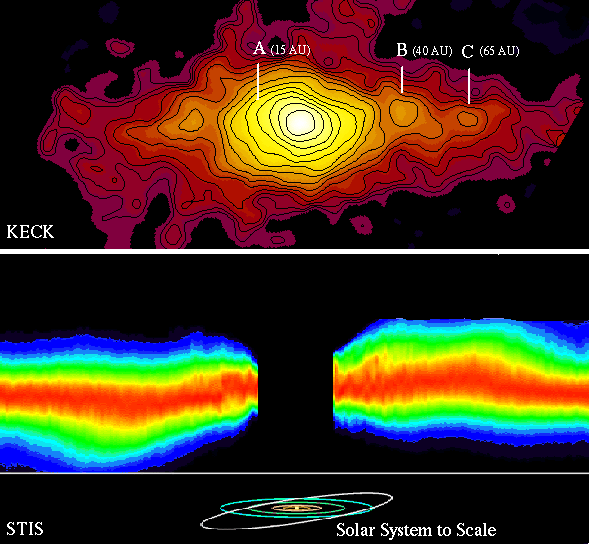 A (15 AU)
B (40 AU)
C (65 AU)
KECK
STIS
Solar System to Scale